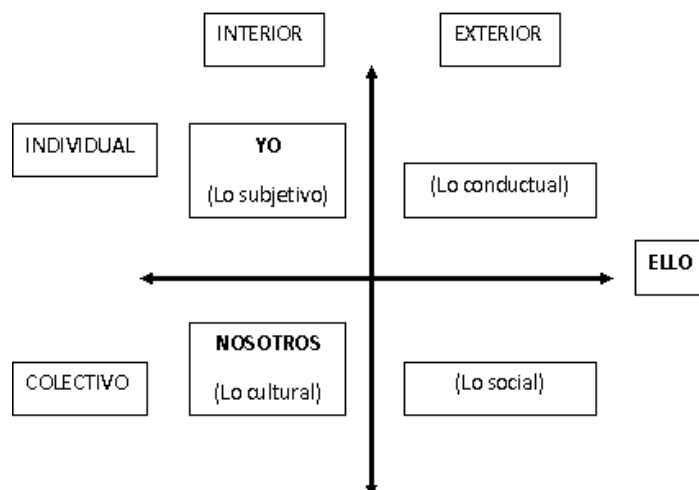 INTERIOR
EXTERIOR
INDIVIDUAL
YO
(Lo subjetivo)
(Lo conductual)
ELLO
NOSOTROS
(Lo cultural)
COLECTIVO
(Lo social)